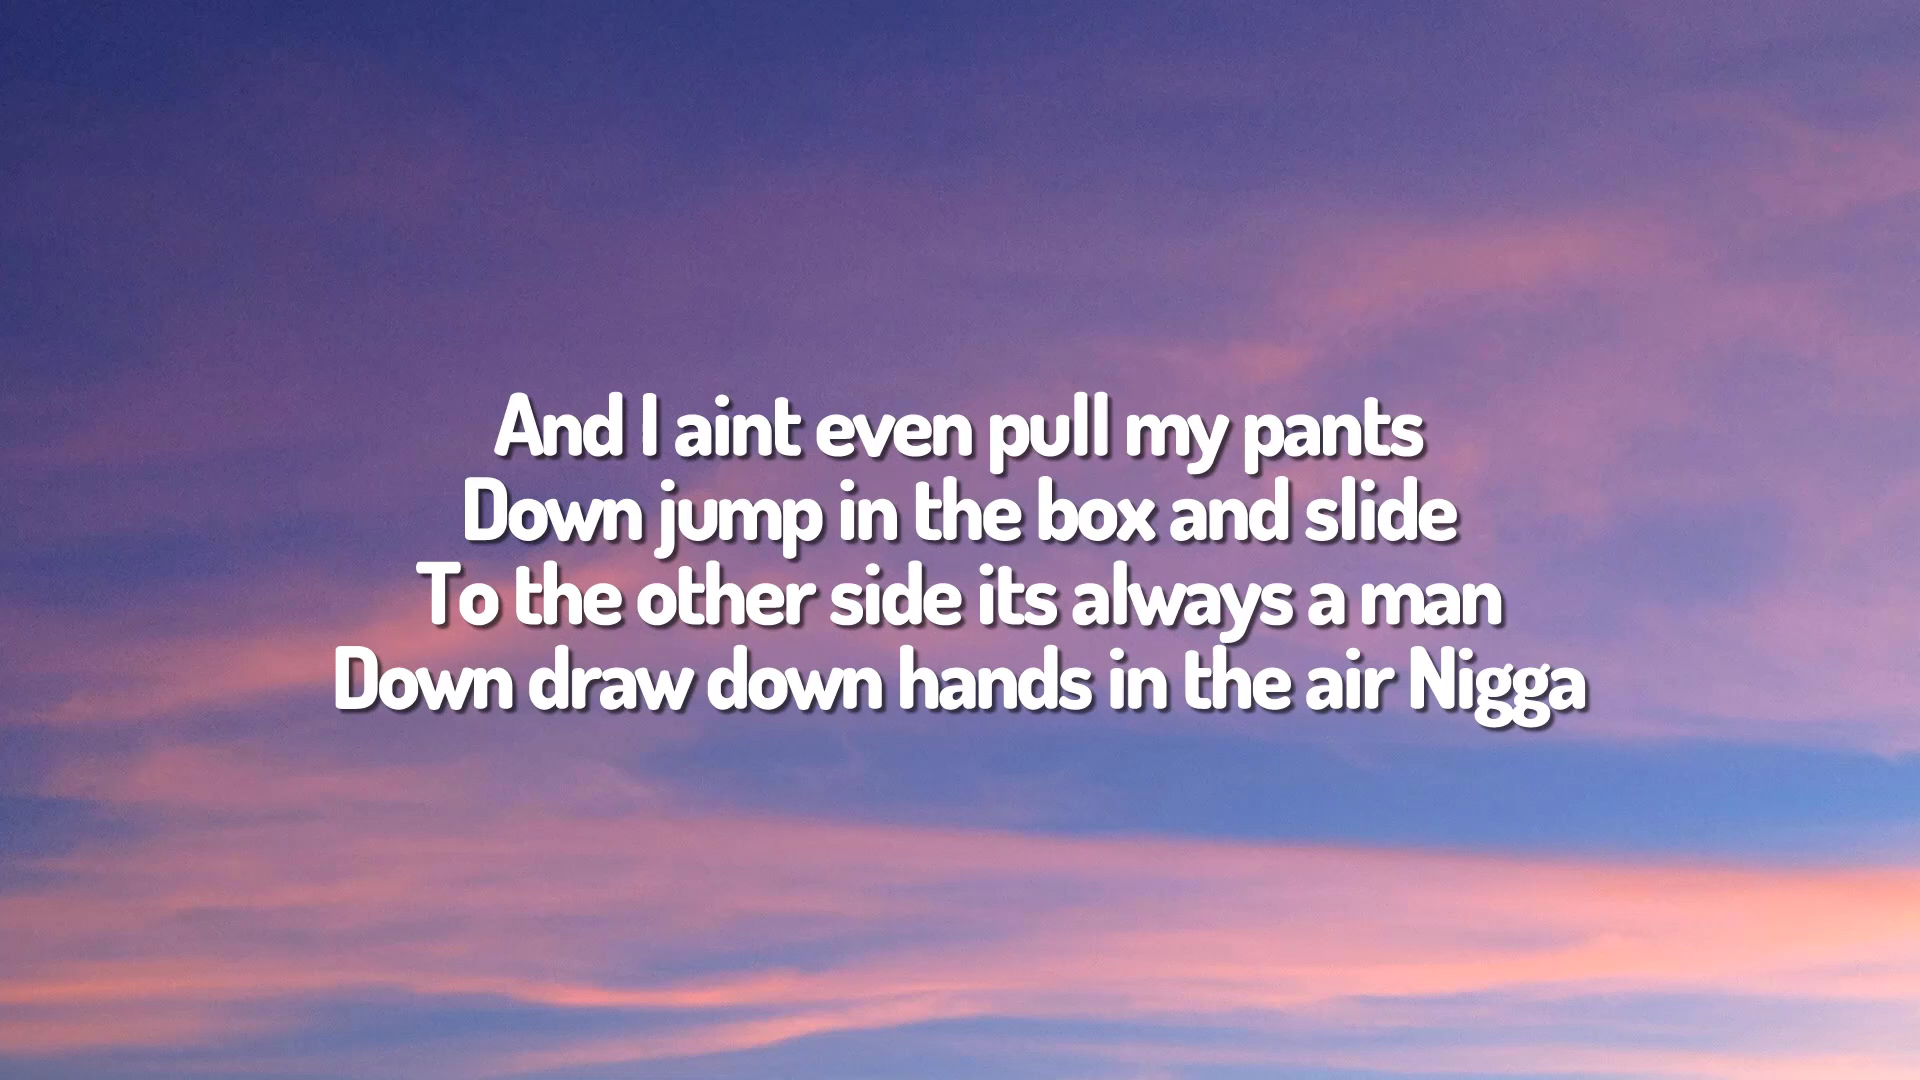 And I aint even pull my pants
Down jump in the box and slide
To the other side its always a man
Down draw down hands in the air Nigga